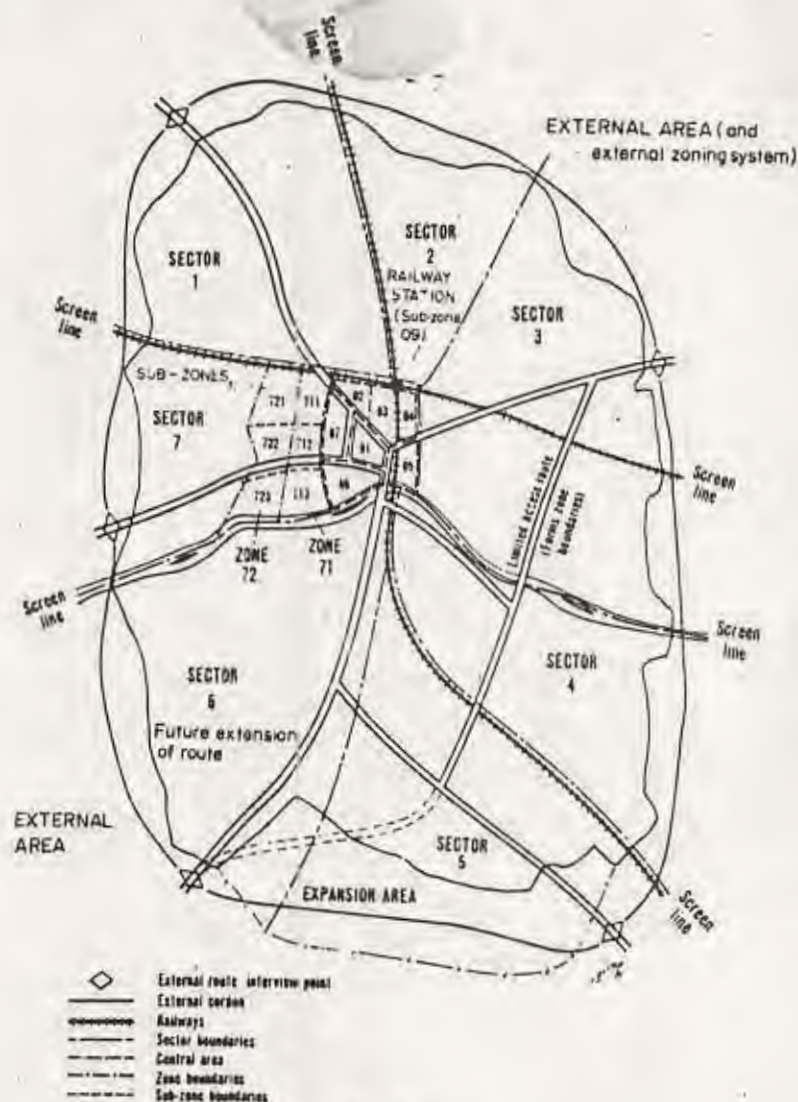 Screen
line
EXTERNAL AREA (and
external zoning system)
SECTOR
1
SECTOR
2
RAILWAY
STATION
(Sub-zone
09)
SECTOR
3
Screen
line
SUB-ZONES
SECTOR
7
721
711
722
712
723
713
02
03
04
05
ZONE
72
ZONE
71
Limited access route
(Forms zone
boundaries)
Screen
line
Screen
line
Screen
line
SECTOR
4
SECTOR
6
Future extension
of route
EXTERNAL
AREA
SECTOR
5
EXPANSION AREA
Screen
line
External route interview point
External cordon
Railways
Sector boundaries
Central area
Zone boundaries
Sub-zone boundaries